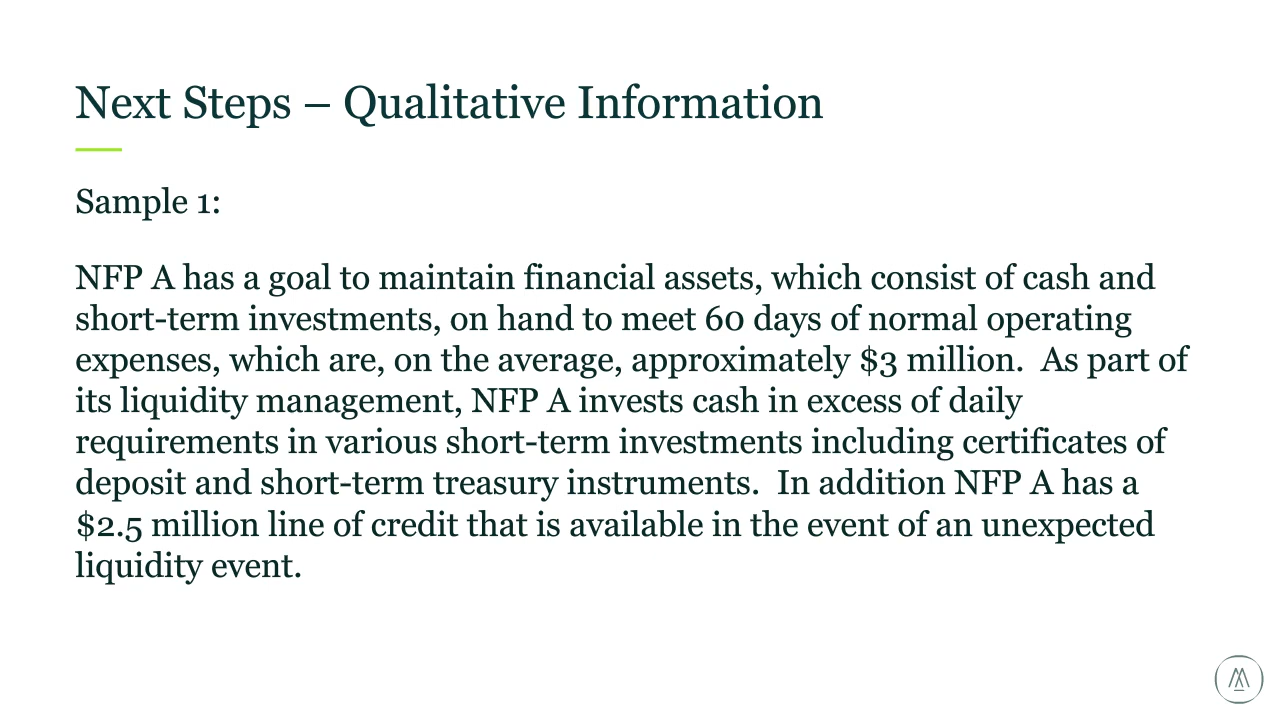 Next Steps – Qualitative Information
Sample 1:
NFP A has a goal to maintain financial assets, which consist of cash and
short-term investments, on hand to meet 60 days of normal operating
expenses, which are, on the average, approximately $3 million.  As part of
its liquidity management, NFP A invests cash in excess of daily
requirements in various short-term investments including certificates of
deposit and short-term treasury instruments.  In addition NFP A has a
$2.5 million line of credit that is available in the event of an unexpected
liquidity event.